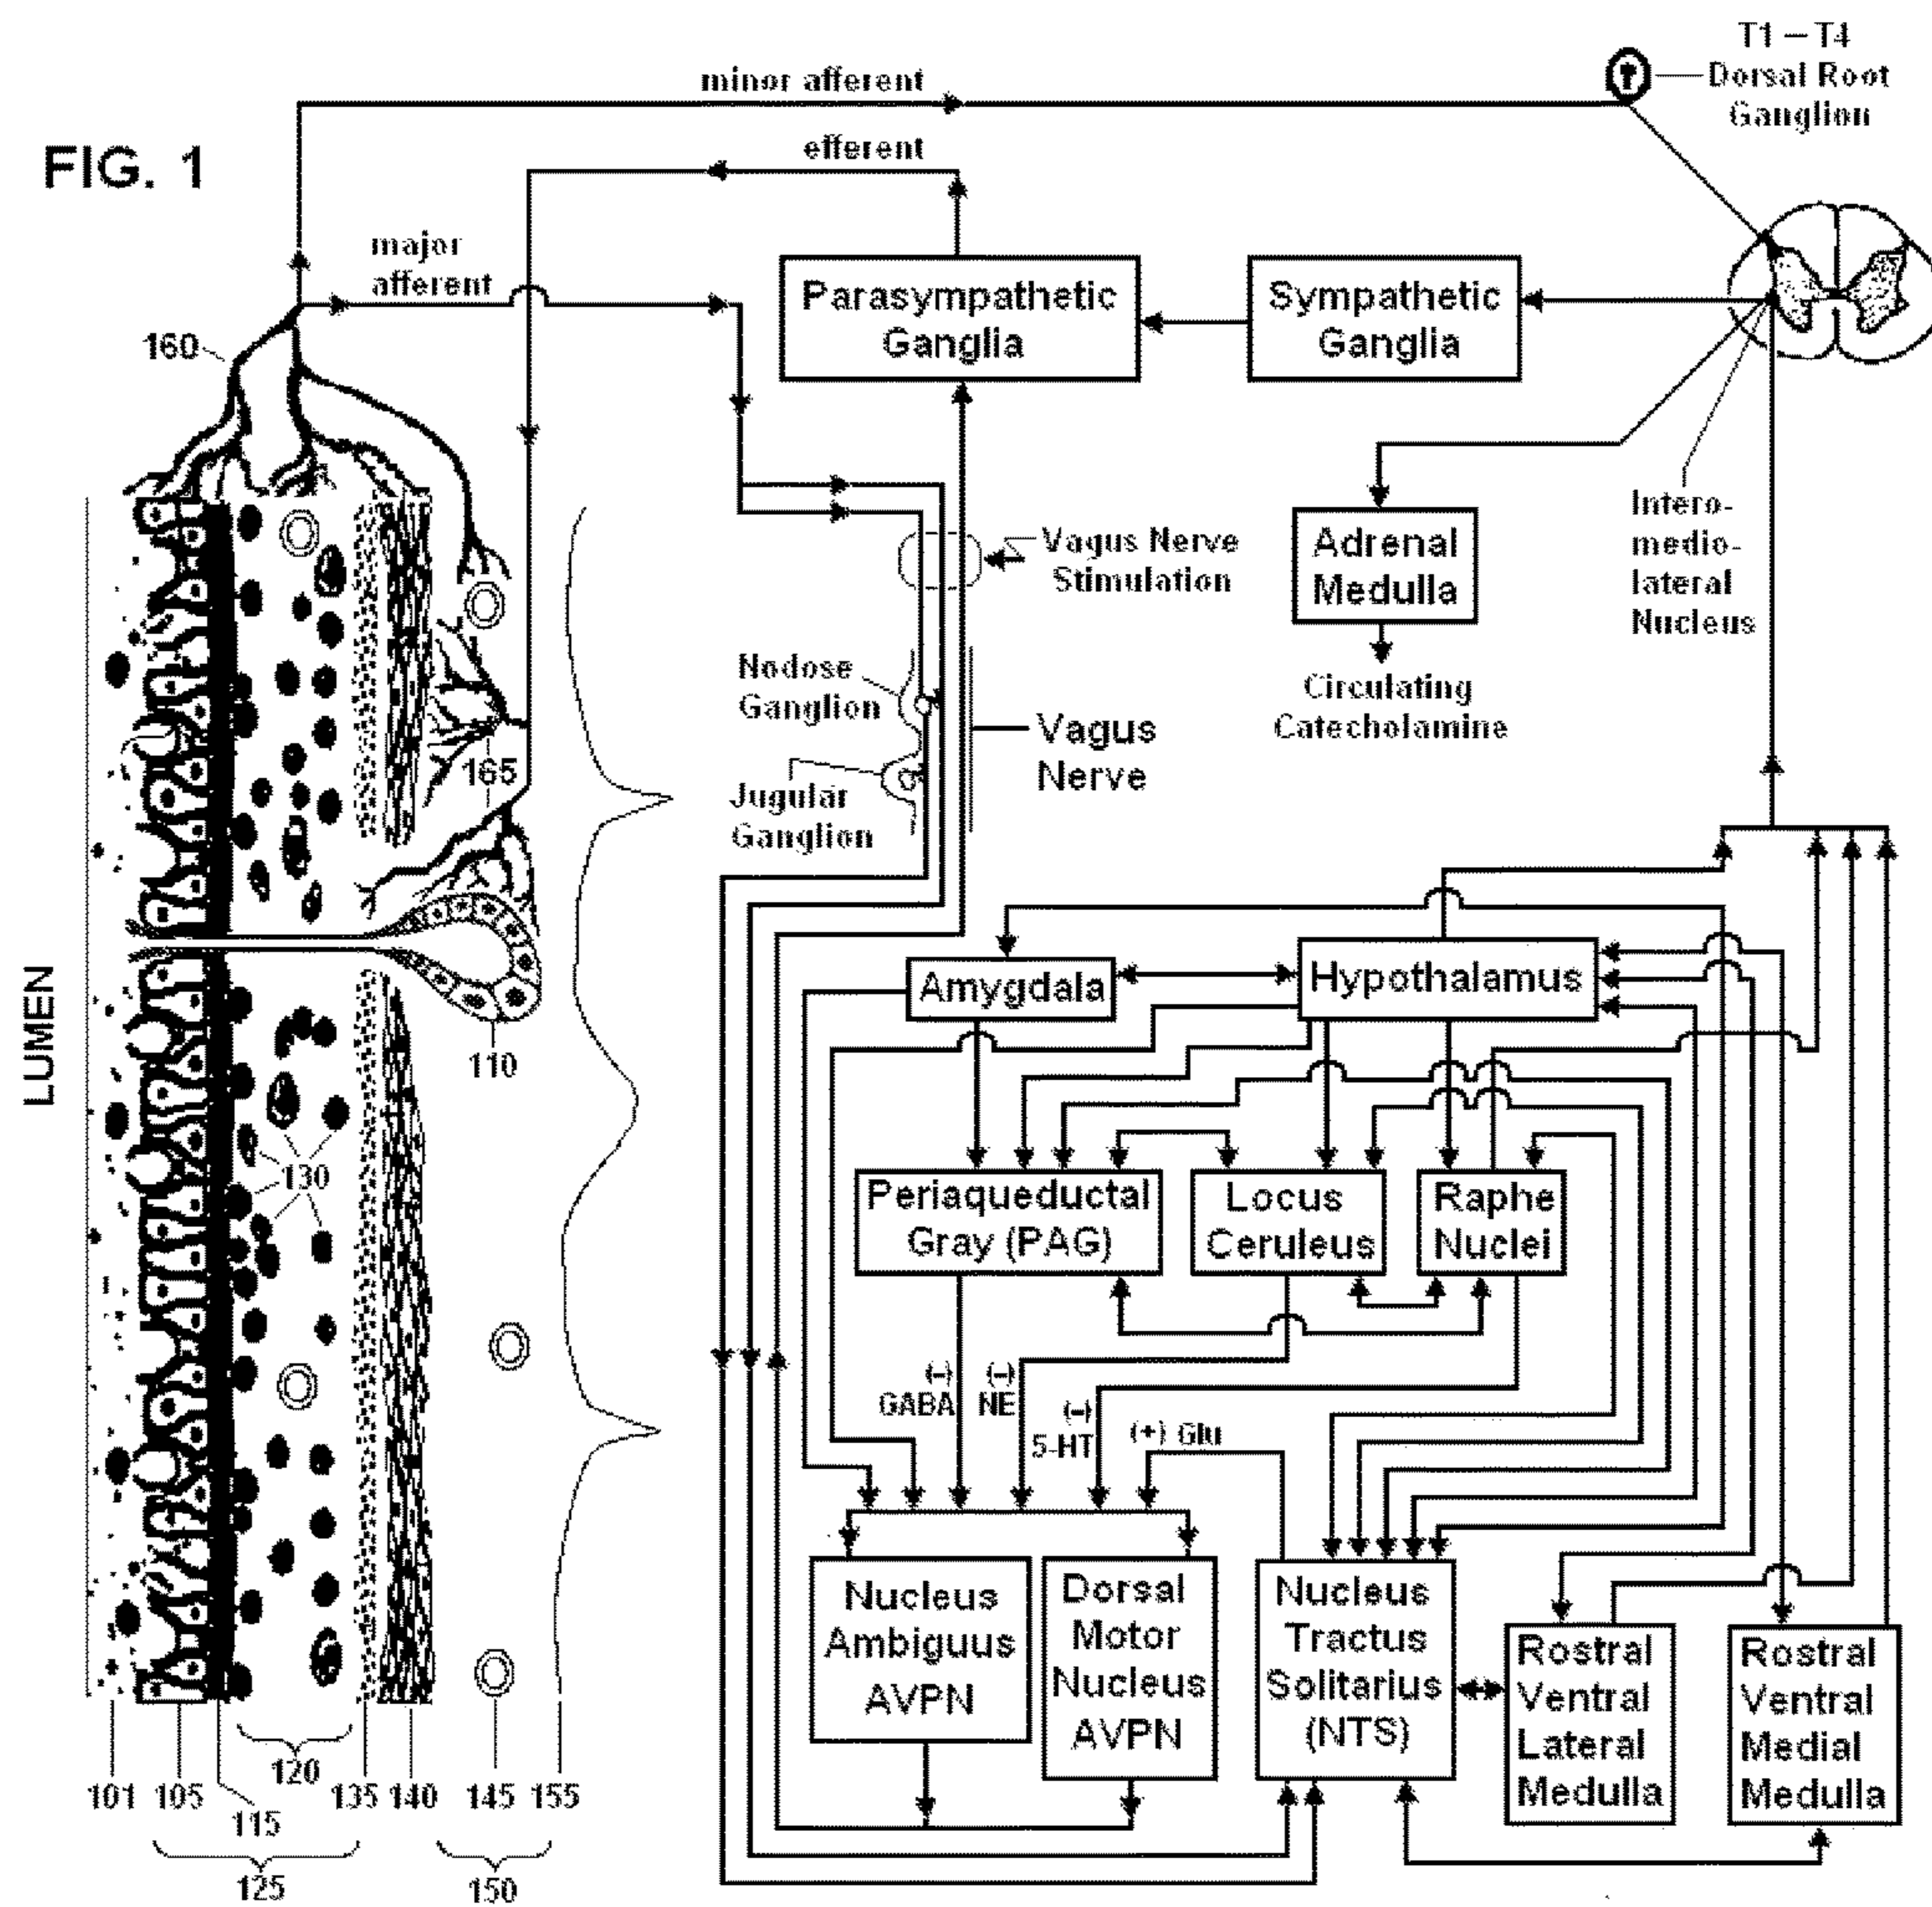 T1 – T4
Dorsal Root
Ganglion
minor afferent
efferent
FIG. 1
major
afferent
160
Parasympathetic
Ganglia
Sympathetic
Ganglia
Intero-
medio-
lateral
Nucleus
Adrenal
Medulla
Circulating
Catecholamine
Vagus Nerve
Stimulation
Nodose
Ganglion
Vagus
Nerve
Jugular
Ganglion
165
LUMEN
110
130
Amygdala
Hypothalamus
Periaqueductal
Gray (PAG)
Locus
Ceruleus
Raphe
Nuclei
(–)
GABA
(–)
NE
(–)
5-HT
(+) Glu
Nucleus
Ambiguus
AVPN
Dorsal
Motor
Nucleus
AVPN
Nucleus
Tractus
Solitarius
(NTS)
Rostral
Ventral
Lateral
Medulla
Rostral
Ventral
Medial
Medulla
101 105 115 120 135 140 145 155
125 150